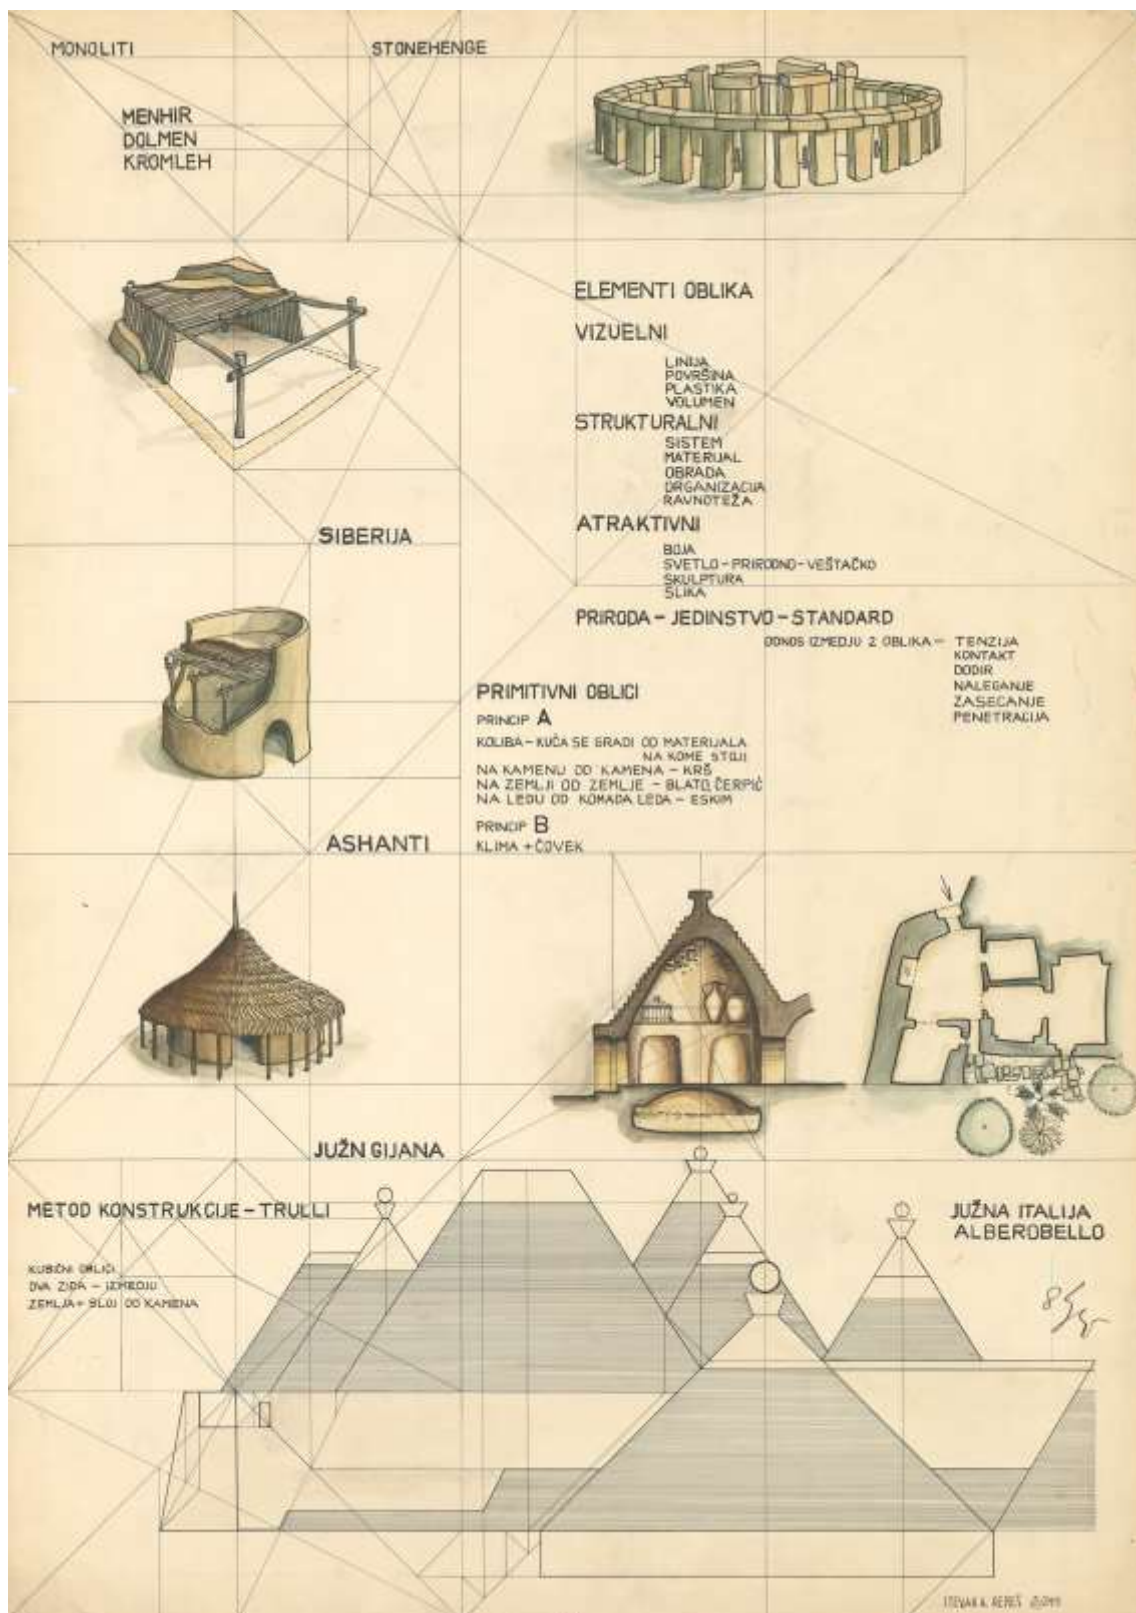 MONOLITI
STONEHENGE
MENHIR
DOLMEN
KROMLEH
ELEMENTI OBLIKA
VIZUELNI
LINIJA
POVRŠINA
PLASTIKA
VOLUMEN
STRUKTURALNI
SISTEM
MATERIJAL
OBRADA
ORGANIZACIJA
RAVNOTEŽA
ATRAKTIVNI
BOJA
SVETLO - PRIRODNO - VEŠTAČKO
SKULPTURA
SLIKA
SIBERIJA
PRIRODA - JEDINSTVO - STANDARD
ODNOS IZMEDJU 2 OBLIKA - TENZIJA
KONTAKT
DODIR
NALEGANJE
ZASECANJE
PENETRACIJA
PRIMITIVNI OBLICI
PRINCIP A
KOLIBA - KUĆA SE GRADI OD MATERIJALA
NA KOME STOJI
NA KAMENU OD KAMENA - KRŠ
NA ZEMLJI OD ZEMLJE - BLATO, ČERPIĆ
NA LEDU OD KOMADA LEDA - ESKIM
PRINCIP B
KLIMA + ČOVEK
ASHANTI
JUŽN GIJANA
METOD KONSTRUKCIJE - TRULLI
KUBIČNI OBLICI
DVA ZIDA - IZMEDJU
ZEMLJA + SLOJ OD KAMENA
JUŽNA ITALIJA
ALBEROBELLO
8
STEVAN